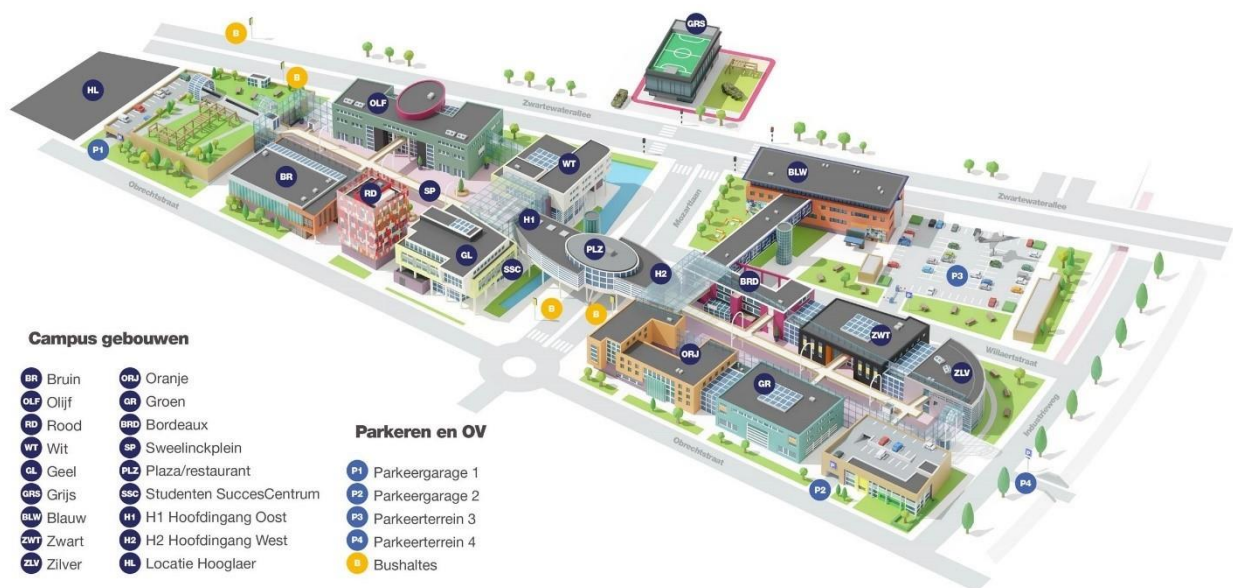 GRS
B
B
HL
OLF
Zwartewaterallee
P1
BR
WT
BLW
RD
SP
Mozartlaan
Zwartewaterallee
Obrechtstraat
H1
GL
PLZ
SSC
H2
BRD
P3
B
B
ZWT
Willaertstraat
ORJ
ZLV
GR
Industrieweg
Obrechtstraat
P2
P4
Campus gebouwen
BR Bruin
OLF Olijf
RD Rood
WT Wit
GL Geel
GRS Grijs
BLW Blauw
ZWT Zwart
ZLV Zilver
ORJ Oranje
GR Groen
BRD Bordeaux
SP Sweelinckplein
PLZ Plaza/restaurant
SSC Studenten SuccesCentrum
H1 H1 Hoofdingang Oost
H2 H2 Hoofdingang West
HL Locatie Hooglaer
Parkeren en OV
P1 Parkeergarage 1
P2 Parkeergarage 2
P3 Parkeerterrein 3
P4 Parkeerterrein 4
B Bushaltes